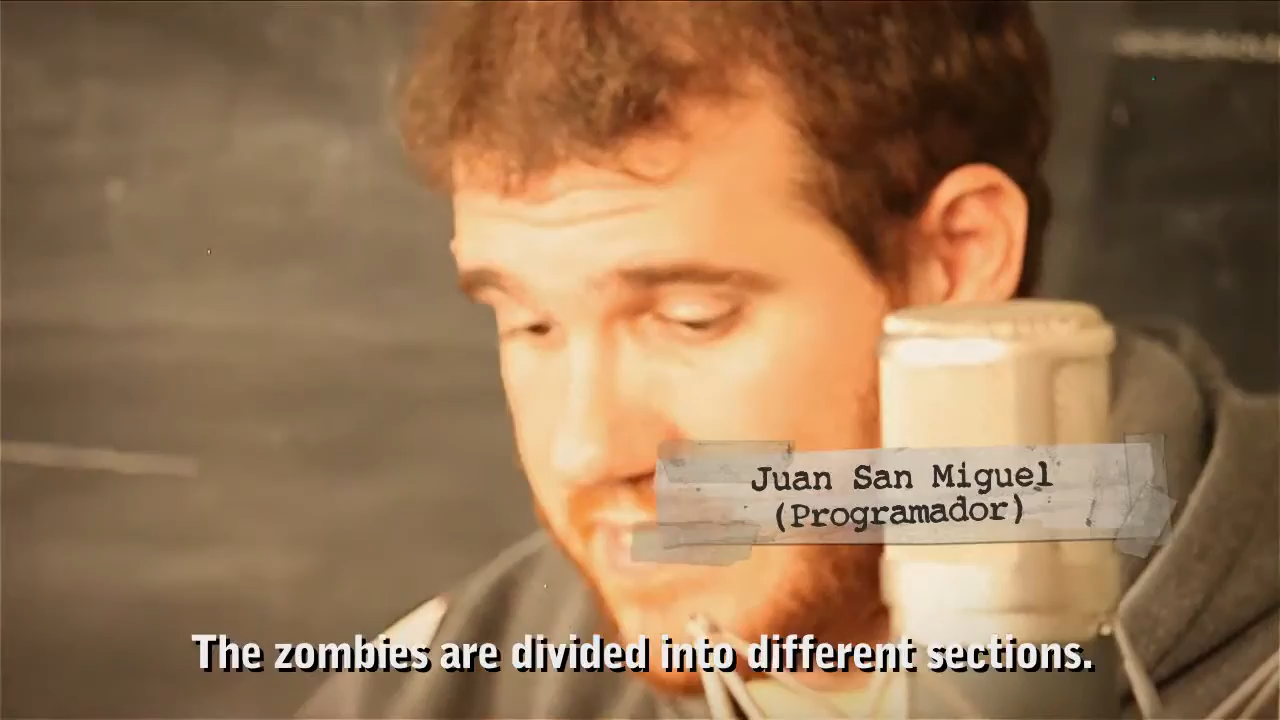 Juan San Miguel
(Programador)
The zombies are divided into different sections.